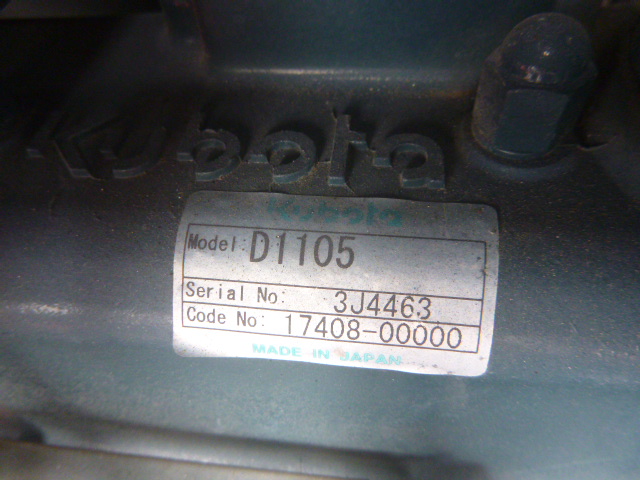 Kubota
Kubota
Model: D1105
Serial No: 3J4463
Code No: 17408-00000
MADE IN JAPAN